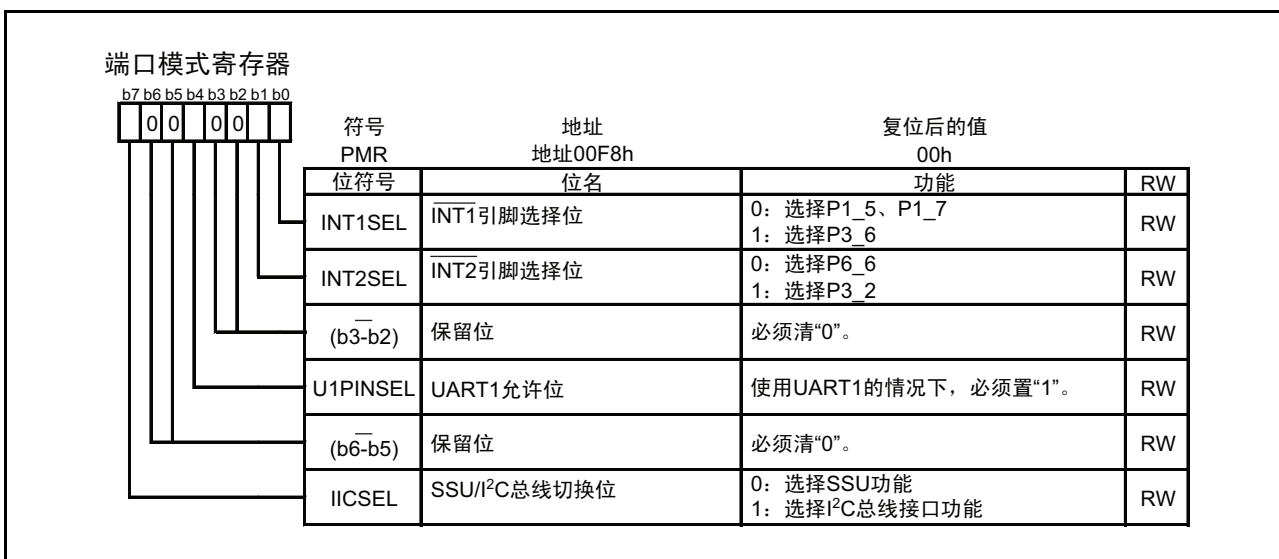 端口模式寄存器
b7 b6 b5 b4 b3 b2 b1 b0
0 0 0 0
符号 地址 复位后的值
PMR 地址00F8h 00h
位符号 位名 功能 RW
INT1SEL INT1引脚选择位 0：选择P1_5、P1_7 RW
1：选择P3_6
INT2SEL INT2引脚选择位 0：选择P6_6 RW
1：选择P3_2
—
(b3-b2) 保留位 必须清“0”。 RW
U1PINSEL UART1允许位 使用UART1的情况下，必须置“1”。 RW
—
(b6-b5) 保留位 必须清“0”。 RW
IICSEL SSU/I²C总线切换位 0：选择SSU功能 RW
1：选择I²C总线接口功能